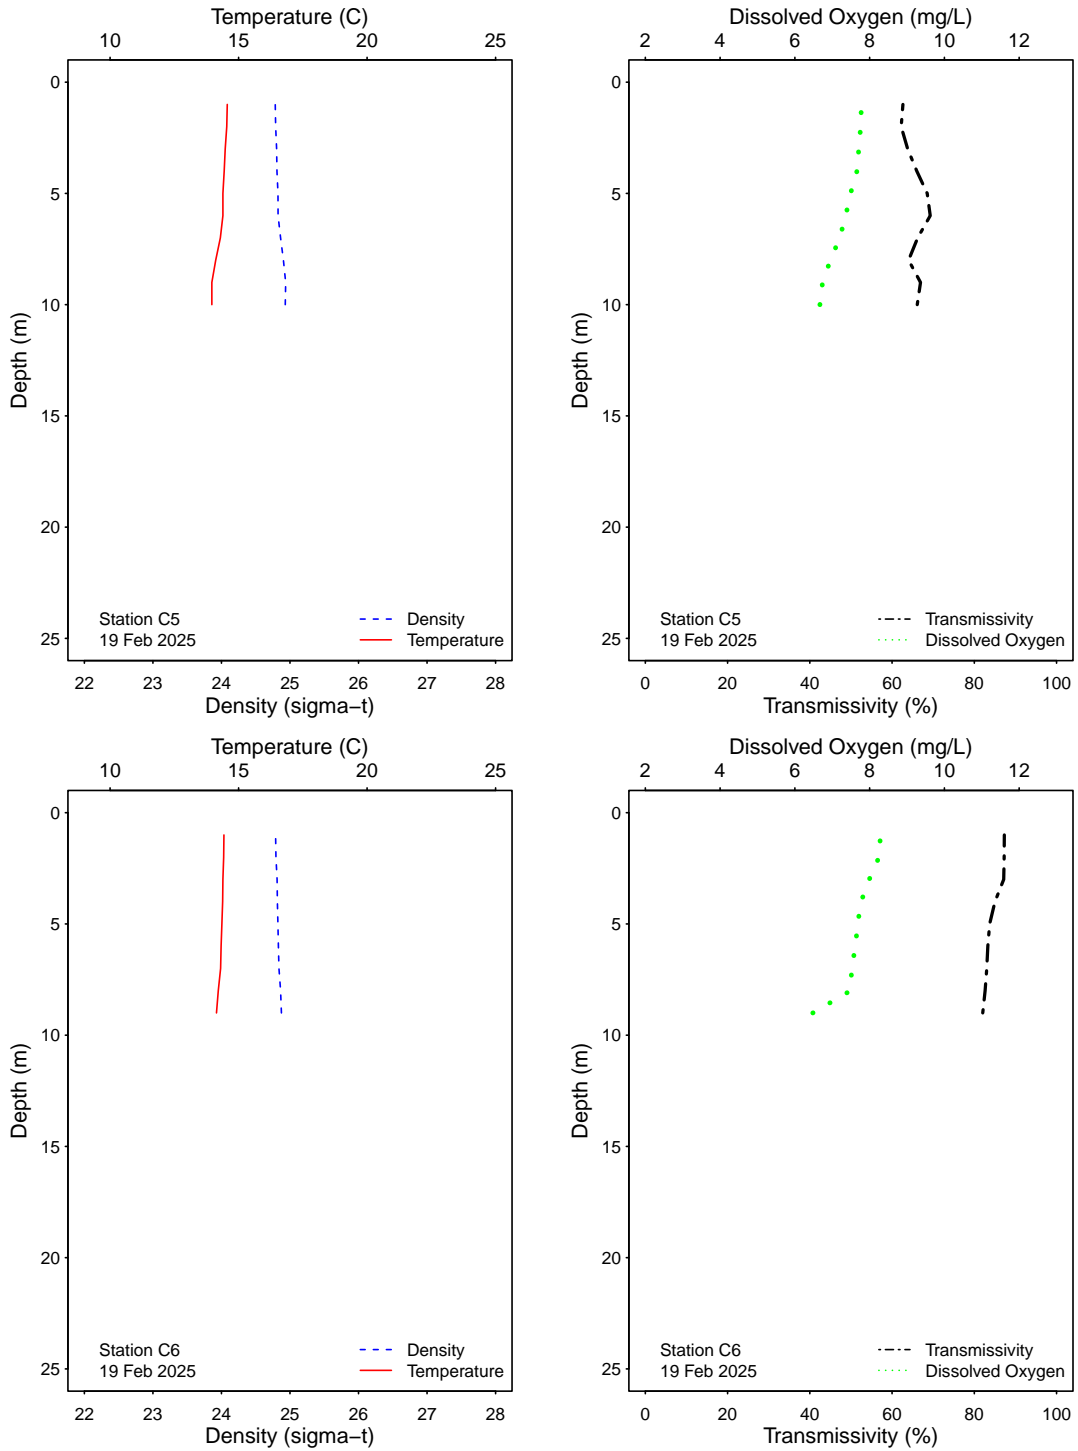 Temperature (C)
10 15 20 25
0
5
10
15
20
25
Depth (m)
Station C5
19 Feb 2025
Density
Temperature
22 23 24 25 26 27 28
Density (sigma−t)
Dissolved Oxygen (mg/L)
2 4 6 8 10 12
0
5
10
15
20
25
Depth (m)
Station C5
19 Feb 2025
Transmissivity
Dissolved Oxygen
0 20 40 60 80 100
Transmissivity (%)
Temperature (C)
10 15 20 25
0
5
10
15
20
25
Depth (m)
Station C6
19 Feb 2025
Density
Temperature
22 23 24 25 26 27 28
Density (sigma−t)
Dissolved Oxygen (mg/L)
2 4 6 8 10 12
0
5
10
15
20
25
Depth (m)
Station C6
19 Feb 2025
Transmissivity
Dissolved Oxygen
0 20 40 60 80 100
Transmissivity (%)